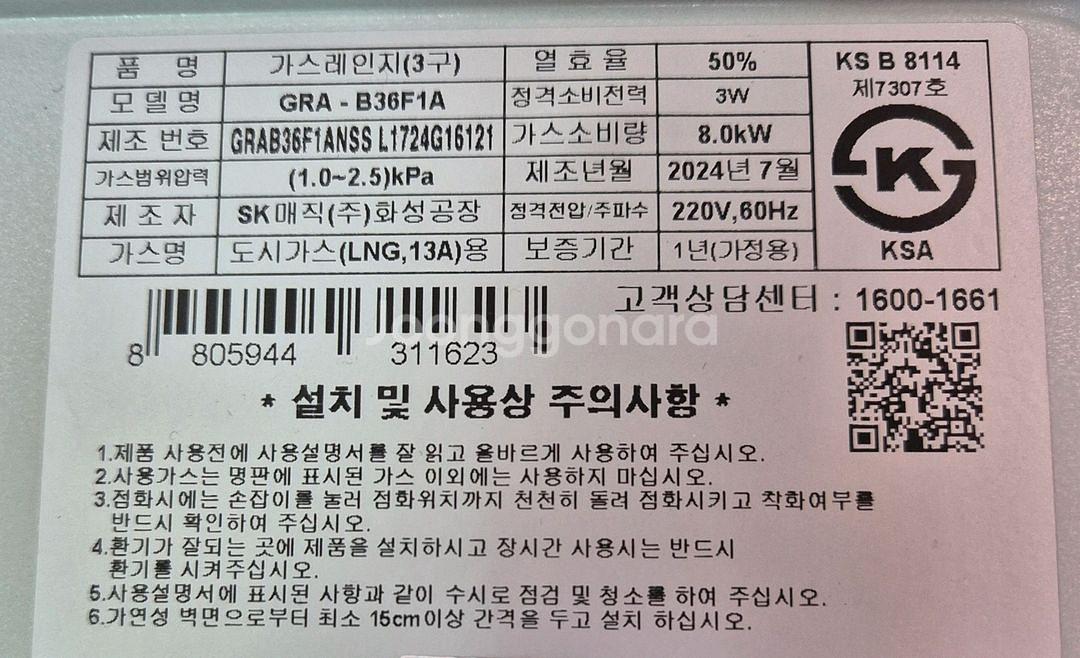 품 명 가스레인지(3구) 열 효 율 50%
모 델 명 GRA - B36F1A 정격소비전력 3W
제조 번호 GRAB36F1ANSS L1724G16121 가스소비량 8.0kW
가스범위압력 (1.0~2.5)kPa 제조년월 2024년 7월
제 조 자 SK매직(주)화성공장 정격전압/주파수 220V,60Hz
가스명 도시가스(LNG,13A)용 보증기간 1년(가정용)
KS B 8114
제7307호
K
KSA
고객상담센터 : 1600-1661
8 805944 311623
Joonggonara
* 설치 및 사용상 주의사항 *
1.제품 사용전에 사용설명서를 잘 읽고 올바르게 사용하여 주십시오.
2.사용가스는 명판에 표시된 가스 이외에는 사용하지 마십시오.
3.점화시에는 손잡이를 눌러 점화위치까지 천천히 돌려 점화시키고 착화여부를
반드시 확인하여 주십시오.
4.환기가 잘되는 곳에 제품을 설치하시고 장시간 사용시는 반드시
환기를 시켜주십시오.
5.사용설명서에 표시된 사항과 같이 수시로 점검 및 청소를 하여 주십시오.
6.가연성 벽면으로부터 최소 15cm이상 간격을 두고 설치 하십시오.